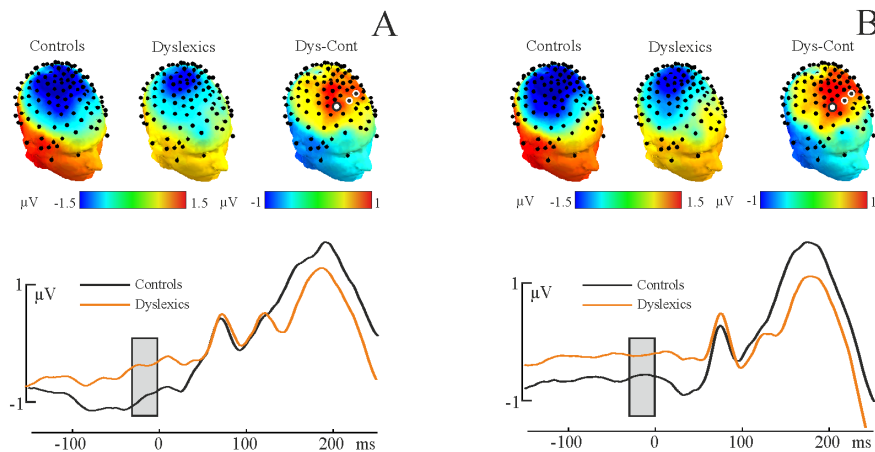 A
Controls Dyslexics Dys-Cont
µV -1.5 1.5 µV -1 1
1
µV
-1
Controls
Dyslexics
-100 0 100 200 ms
B
Controls Dyslexics Dys-Cont
µV -1.5 1.5 µV -1 1
1
µV
-1
Controls
Dyslexics
-100 0 100 200 ms